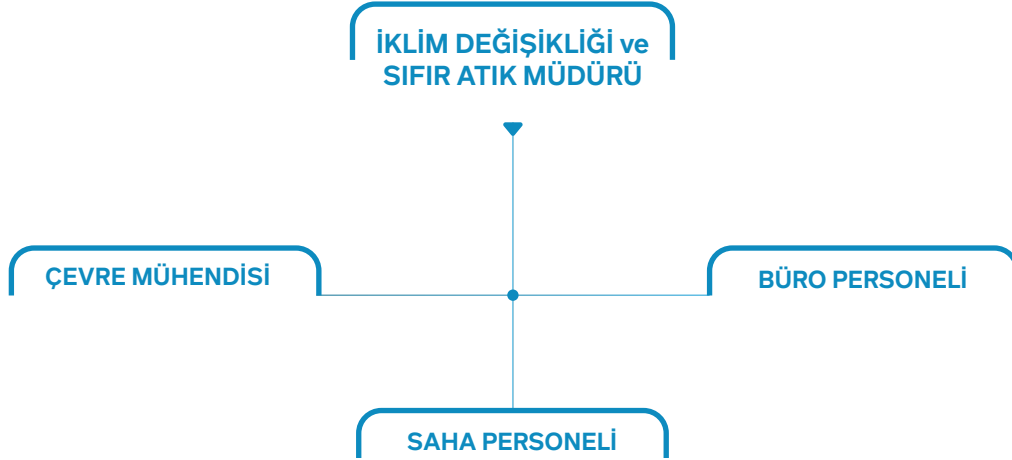 İKLİM DEĞİŞİKLİĞİ ve
SIFIR ATIK MÜDÜRÜ
ÇEVRE MÜHENDİSİ
BÜRO PERSONELİ
SAHA PERSONELİ